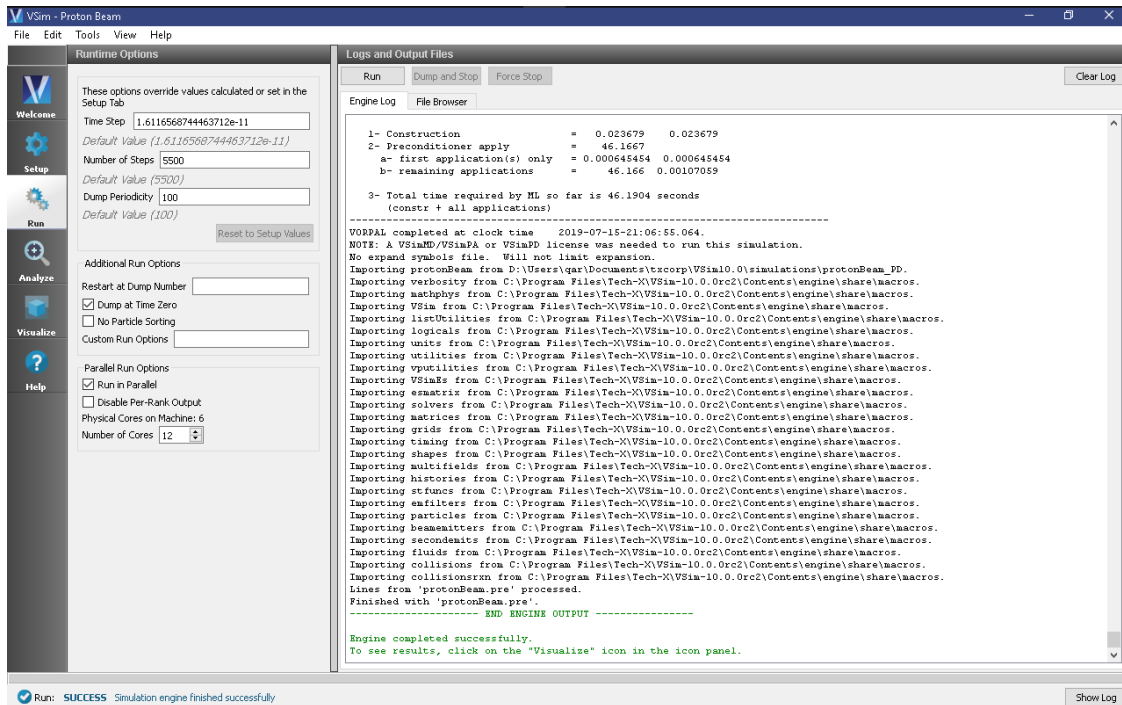 VSim - Proton Beam
File Edit Tools View Help
Runtime Options
These options override values calculated or set in the
Setup Tab
Time Step 1.6116568744463712e-11
Default Value (1.6116568744463712e-11)
Number of Steps 5500
Default Value (5500)
Dump Periodicity 100
Default Value (100)
Reset to Setup Values
Additional Run Options
Restart at Dump Number
Dump at Time Zero
No Particle Sorting
Custom Run Options
Parallel Run Options
Run in Parallel
Disable Per-Rank Output
Physical Cores on Machine: 6
Number of Cores 12
Welcome
Setup
Run
Analyze
Visualize
Help
Logs and Output Files
Run Dump and Stop Force Stop Clear Log
Engine Log File Browser
1- Construction = 0.023679 0.023679
2- Preconditioner apply = 46.1667
a- first application(s) only = 0.000645454 0.000645454
b- remaining applications = 46.166 0.00107059
3- Total time required by ML so far is 46.1904 seconds
(constr + all applications)
--------------------------------------------------------------------------
VORPAL completed at clock time 2019-07-15-21:06:55.064.
NOTE: A VSimMD/VSimPA or VSimPD license was needed to run this simulation.
No expand symbols file. Will not limit expansion.
Importing protonBeam from D:\Users\qar\Documents\txcorp\VSim10.0\simulations\protonBeam_PD.
Importing verbosity from C:\Program Files\Tech-X\VSim-10.0.0rc2\Contents\engine\share\macros.
Importing mathphys from C:\Program Files\Tech-X\VSim-10.0.0rc2\Contents\engine\share\macros.
Importing VSim from C:\Program Files\Tech-X\VSim-10.0.0rc2\Contents\engine\share\macros.
Importing listUtilities from C:\Program Files\Tech-X\VSim-10.0.0rc2\Contents\engine\share\macros.
Importing logicals from C:\Program Files\Tech-X\VSim-10.0.0rc2\Contents\engine\share\macros.
Importing units from C:\Program Files\Tech-X\VSim-10.0.0rc2\Contents\engine\share\macros.
Importing utilities from C:\Program Files\Tech-X\VSim-10.0.0rc2\Contents\engine\share\macros.
Importing vputilities from C:\Program Files\Tech-X\VSim-10.0.0rc2\Contents\engine\share\macros.
Importing VSimEs from C:\Program Files\Tech-X\VSim-10.0.0rc2\Contents\engine\share\macros.
Importing esmatrix from C:\Program Files\Tech-X\VSim-10.0.0rc2\Contents\engine\share\macros.
Importing solvers from C:\Program Files\Tech-X\VSim-10.0.0rc2\Contents\engine\share\macros.
Importing matrices from C:\Program Files\Tech-X\VSim-10.0.0rc2\Contents\engine\share\macros.
Importing grids from C:\Program Files\Tech-X\VSim-10.0.0rc2\Contents\engine\share\macros.
Importing timing from C:\Program Files\Tech-X\VSim-10.0.0rc2\Contents\engine\share\macros.
Importing shapes from C:\Program Files\Tech-X\VSim-10.0.0rc2\Contents\engine\share\macros.
Importing multifields from C:\Program Files\Tech-X\VSim-10.0.0rc2\Contents\engine\share\macros.
Importing histories from C:\Program Files\Tech-X\VSim-10.0.0rc2\Contents\engine\share\macros.
Importing stfuncs from C:\Program Files\Tech-X\VSim-10.0.0rc2\Contents\engine\share\macros.
Importing emfilters from C:\Program Files\Tech-X\VSim-10.0.0rc2\Contents\engine\share\macros.
Importing particles from C:\Program Files\Tech-X\VSim-10.0.0rc2\Contents\engine\share\macros.
Importing beamemitters from C:\Program Files\Tech-X\VSim-10.0.0rc2\Contents\engine\share\macros.
Importing secondemits from C:\Program Files\Tech-X\VSim-10.0.0rc2\Contents\engine\share\macros.
Importing fluids from C:\Program Files\Tech-X\VSim-10.0.0rc2\Contents\engine\share\macros.
Importing collisions from C:\Program Files\Tech-X\VSim-10.0.0rc2\Contents\engine\share\macros.
Importing collisionsrxn from C:\Program Files\Tech-X\VSim-10.0.0rc2\Contents\engine\share\macros.
Lines from 'protonBeam.pre' processed.
Finished with 'protonBeam.pre'.
--------------------- END ENGINE OUTPUT ----------------
Engine completed successfully.
To see results, click on the "Visualize" icon in the icon panel.
Run: SUCCESS Simulation engine finished successfully
Show Log